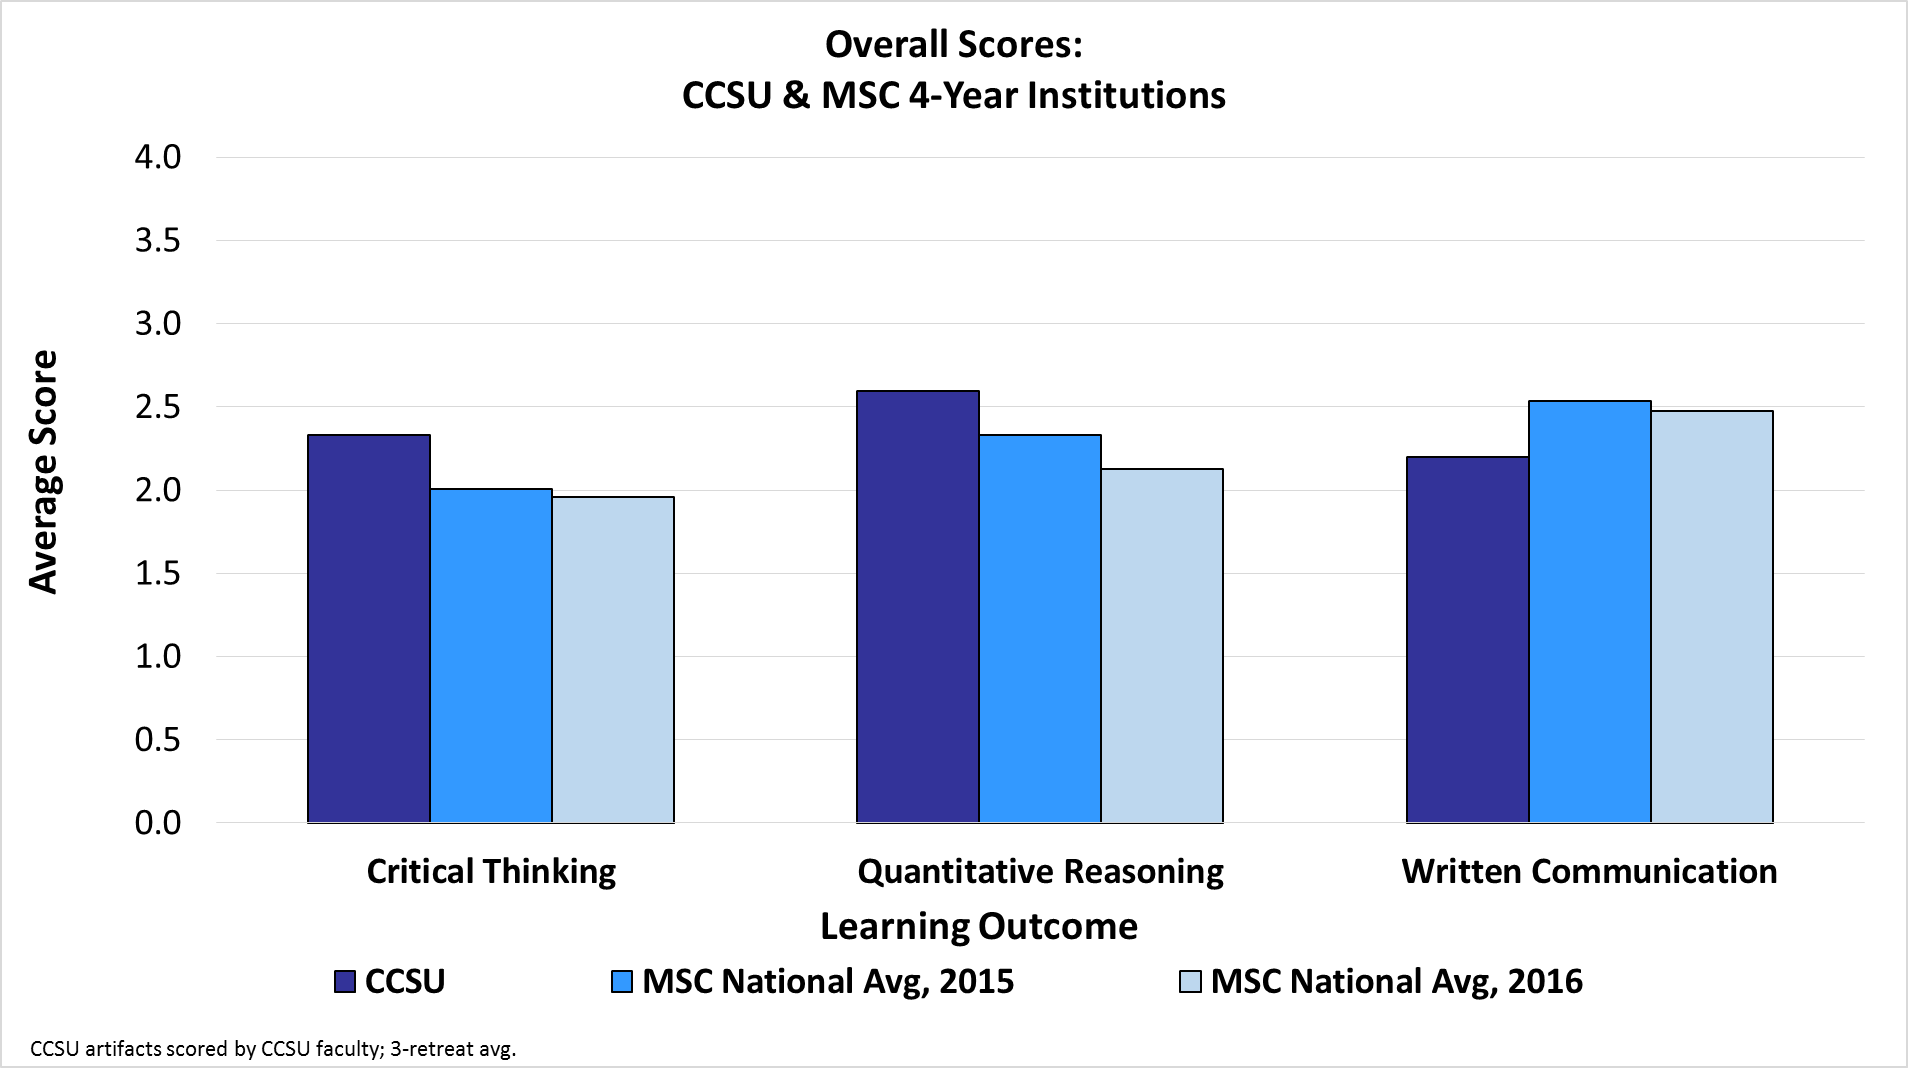 Overall Scores:
CCSU & MSC 4-Year Institutions
4.0
3.5
3.0
2.5
2.0
1.5
1.0
0.5
0.0
Average Score
Critical Thinking
Quantitative Reasoning
Written Communication
Learning Outcome
CCSU
MSC National Avg, 2015
MSC National Avg, 2016
CCSU artifacts scored by CCSU faculty; 3-retreat avg.